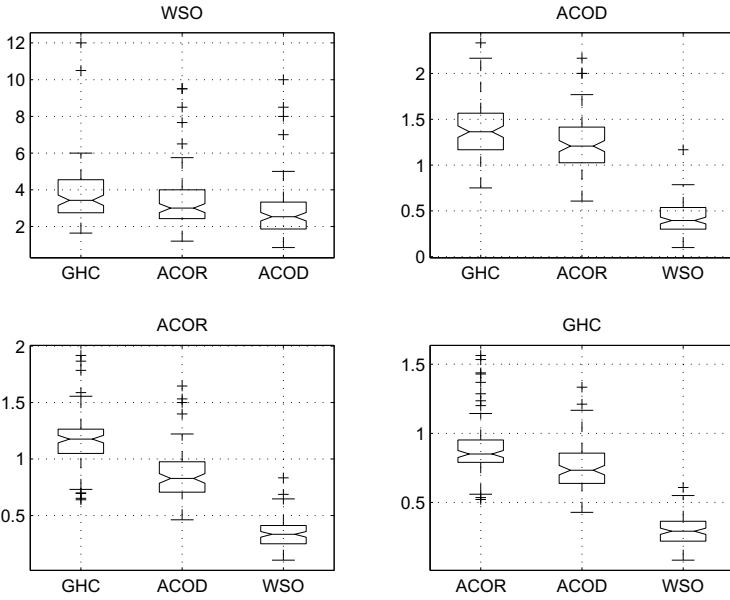 WSO
12
10
8
6
4
2
GHC ACOR ACOD
ACOD
2
1.5
1
0.5
0
GHC ACOR WSO
ACOR
2
1.5
1
0.5
GHC ACOD WSO
GHC
1.5
1
0.5
ACOR ACOD WSO